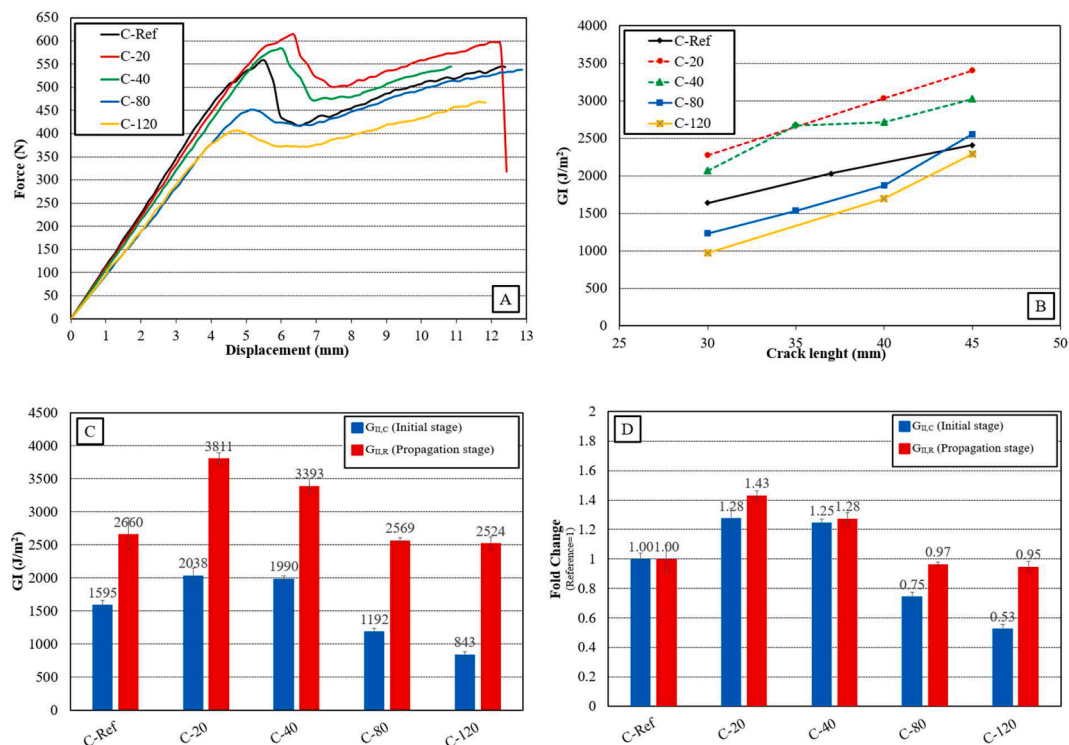 650
600
550
500
450
400
350
300
250
200
150
100
50
0
Force (N)
C-Ref
C-20
C-40
C-80
C-120
A
0 1 2 3 4 5 6 7 8 9 10 11 12 13
Displacement (mm)
4000
3500
3000
2500
2000
1500
1000
500
0
GI (J/m²)
C-Ref
C-20
C-40
C-80
C-120
B
25 30 35 40 45 50
Crack lenght (mm)
4500
4000
3500
3000
2500
2000
1500
1000
500
0
GI (J/m²)
C
G_II,C (Initial stage)
G_II,R (Propagation stage)
1595 2660 2038 3811 1990 3393 1192 2569 843 2524
C-Ref C-20 C-40 C-80 C-120
2
1.8
1.6
1.4
1.2
1
0.8
0.6
0.4
0.2
0
Fold Change
(Reference=1)
D
G_II,C (Initial stage)
G_II,R (Propagation stage)
1.00 1.00 1.28 1.43 1.25 1.28 0.75 0.97 0.53 0.95
C-Ref C-20 C-40 C-80 C-120